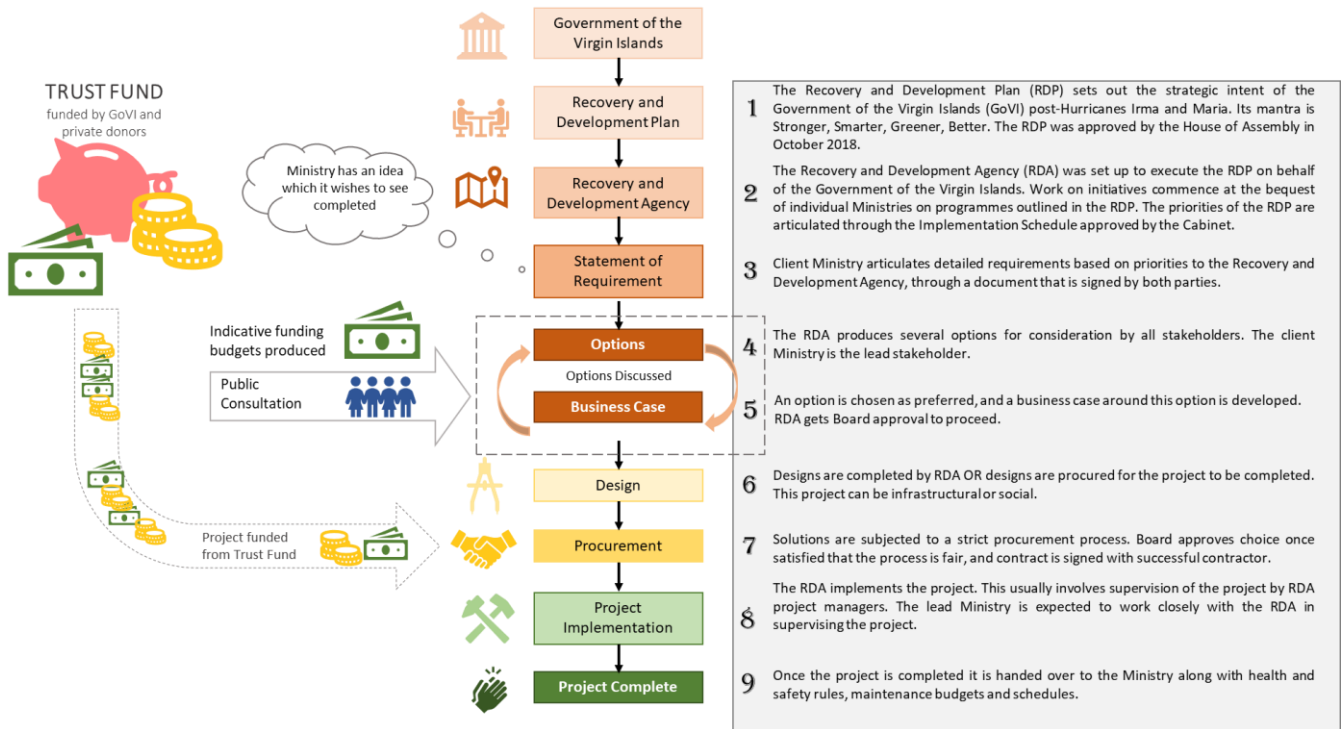 TRUST FUND
funded by GoVI and
private donors
Ministry has an idea
which it wishes to see
completed
Indicative funding
budgets produced
Public
Consultation
Project funded
from Trust Fund
Government of the
Virgin Islands
Recovery and
Development Plan
Recovery and
Development Agency
Statement of
Requirement
Options
Options Discussed
Business Case
Design
Procurement
Project
Implementation
Project Complete
1
The Recovery and Development Plan (RDP) sets out the strategic intent of the
Government of the Virgin Islands (GoVI) post-Hurricanes Irma and Maria. Its mantra is
Stronger, Smarter, Greener, Better. The RDP was approved by the House of Assembly in
October 2018.
2
The Recovery and Development Agency (RDA) was set up to execute the RDP on behalf
of the Government of the Virgin Islands. Work on initiatives commence at the bequest
of individual Ministries on programmes outlined in the RDP. The priorities of the RDP are
articulated through the Implementation Schedule approved by the Cabinet.
3
Client Ministry articulates detailed requirements based on priorities to the Recovery and
Development Agency, through a document that is signed by both parties.
4
The RDA produces several options for consideration by all stakeholders. The client
Ministry is the lead stakeholder.
5
An option is chosen as preferred, and a business case around this option is developed.
RDA gets Board approval to proceed.
6
Designs are completed by RDA OR designs are procured for the project to be completed.
This project can be infrastructural or social.
7
Solutions are subjected to a strict procurement process. Board approves choice once
satisfied that the process is fair, and contract is signed with successful contractor.
8
The RDA implements the project. This usually involves supervision of the project by RDA
project managers. The lead Ministry is expected to work closely with the RDA in
supervising the project.
9
Once the project is completed it is handed over to the Ministry along with health and
safety rules, maintenance budgets and schedules.